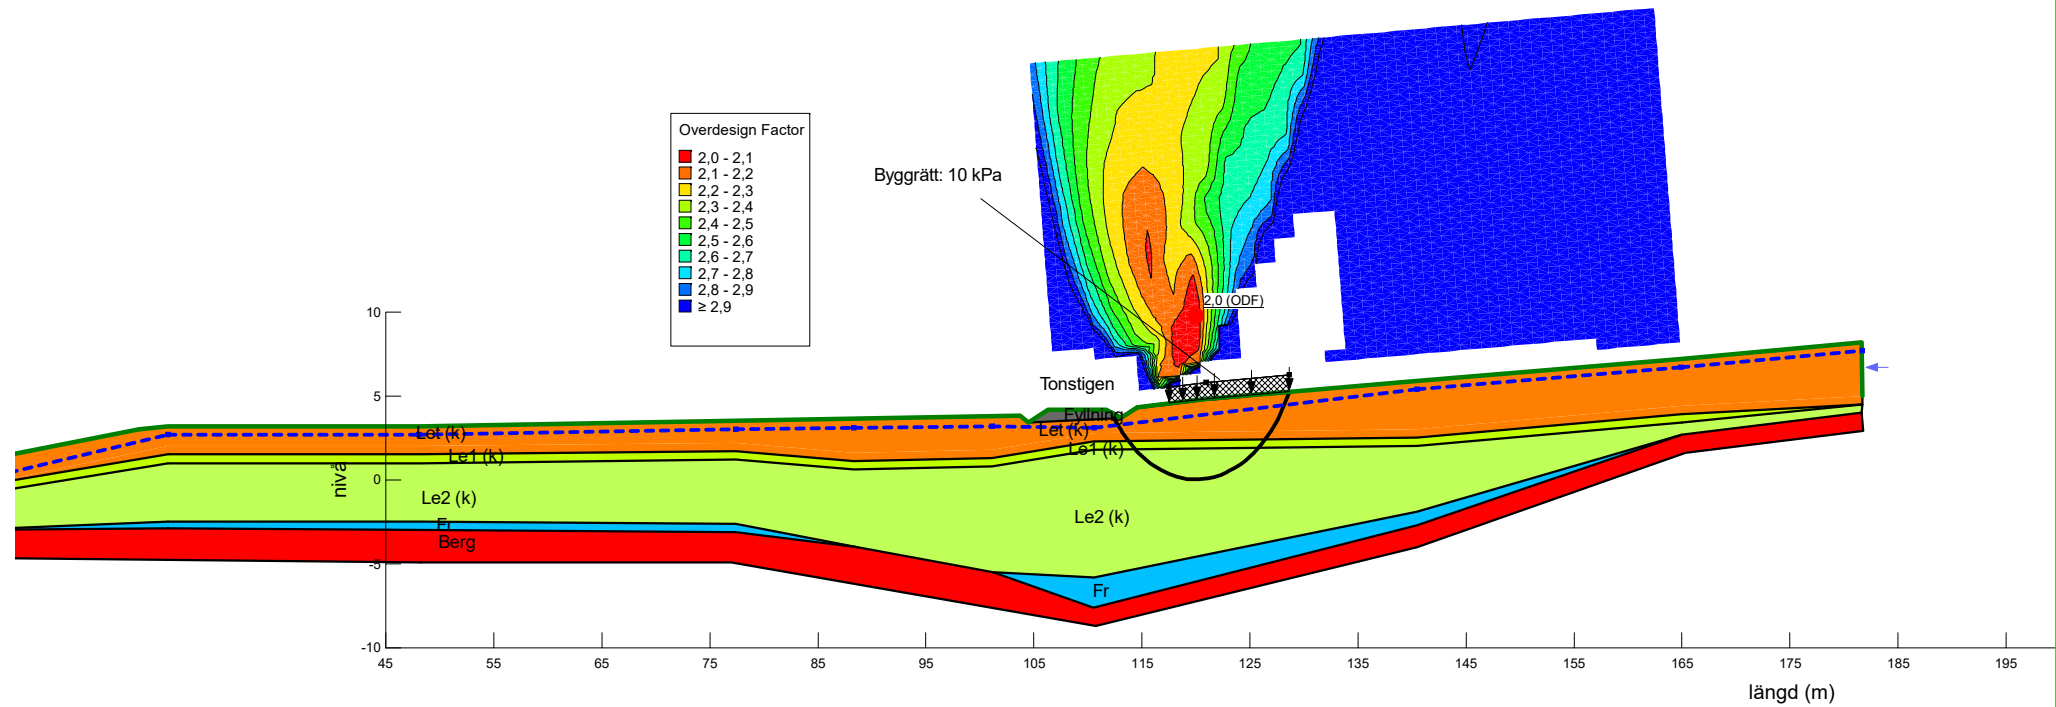 Overdesign Factor
2,0 - 2,1
2,1 - 2,2
2,2 - 2,3
2,3 - 2,4
2,4 - 2,5
2,5 - 2,6
2,6 - 2,7
2,7 - 2,8
2,8 - 2,9
≥ 2,9
Byggrätt: 10 kPa
2,0 (ODF)
Tonstigen
Fyllning
Let (k)
Le1 (k)
Le2 (k)
Fr
Let (k)
Le1 (k)
Le2 (k)
Fr
Berg
nivå
10
5
0
-5
-10
45 55 65 75 85 95 105 115 125 135 145 155 165 175 185 195
längd (m)